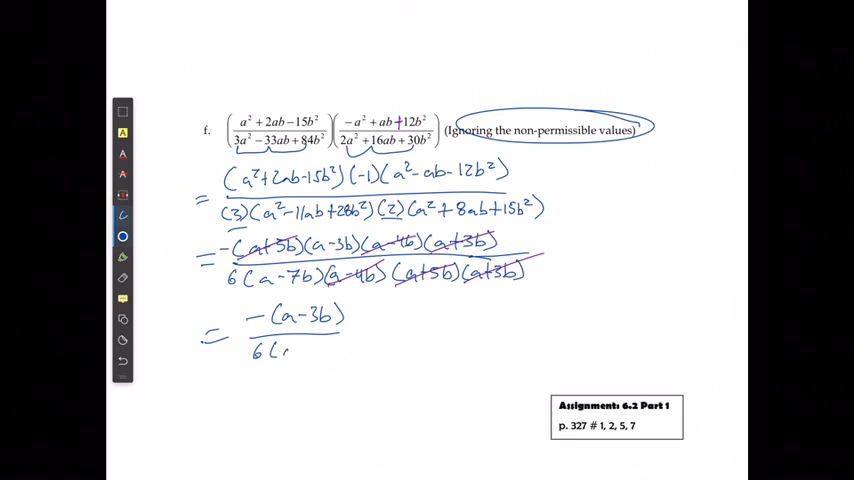 f. ( a² + 2ab − 15b² / 3a² − 33ab + 84b² ) ( −a² + ab + 12b² / 2a² + 16ab + 30b² ) (Ignoring the non-permissible values)
= (a²+2ab-15b²)(-1)(a²-ab-12b²) / (3)(a²-11ab+28b²)(2)(a²+8ab+15b²)
= -(a+5b)(a-3b)(a-4b)(a+3b) / 6(a-7b)(a-4b)(a+5b)(a+3b)
= -(a-3b) / 6(
Assignment: 6.2 Part 1
p. 327 # 1, 2, 5, 7